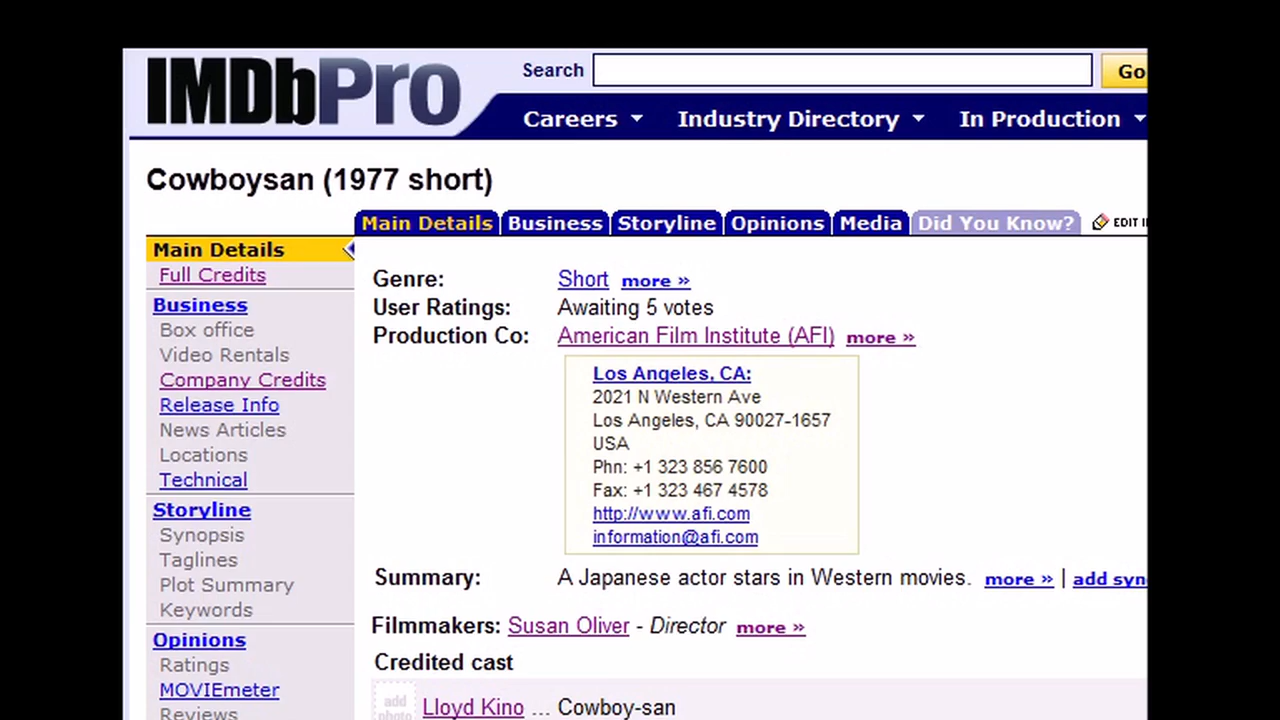 IMDbPro Search Go
Careers Industry Directory In Production
Cowboysan (1977 short)
Main Details Business Storyline Opinions Media Did You Know? EDIT
Main Details
Full Credits
Business
Box office
Video Rentals
Company Credits
Release Info
News Articles
Locations
Technical
Storyline
Synopsis
Taglines
Plot Summary
Keywords
Opinions
Ratings
MOVIEmeter
Reviews
Genre: Short more »
User Ratings: Awaiting 5 votes
Production Co: American Film Institute (AFI) more »
Los Angeles, CA:
2021 N Western Ave
Los Angeles, CA 90027-1657
USA
Phn: +1 323 856 7600
Fax: +1 323 467 4578
http://www.afi.com
information@afi.com
Summary: A Japanese actor stars in Western movies. more » | add syn
Filmmakers: Susan Oliver - Director more »
Credited cast
add
photo
Lloyd Kino ... Cowboy-san